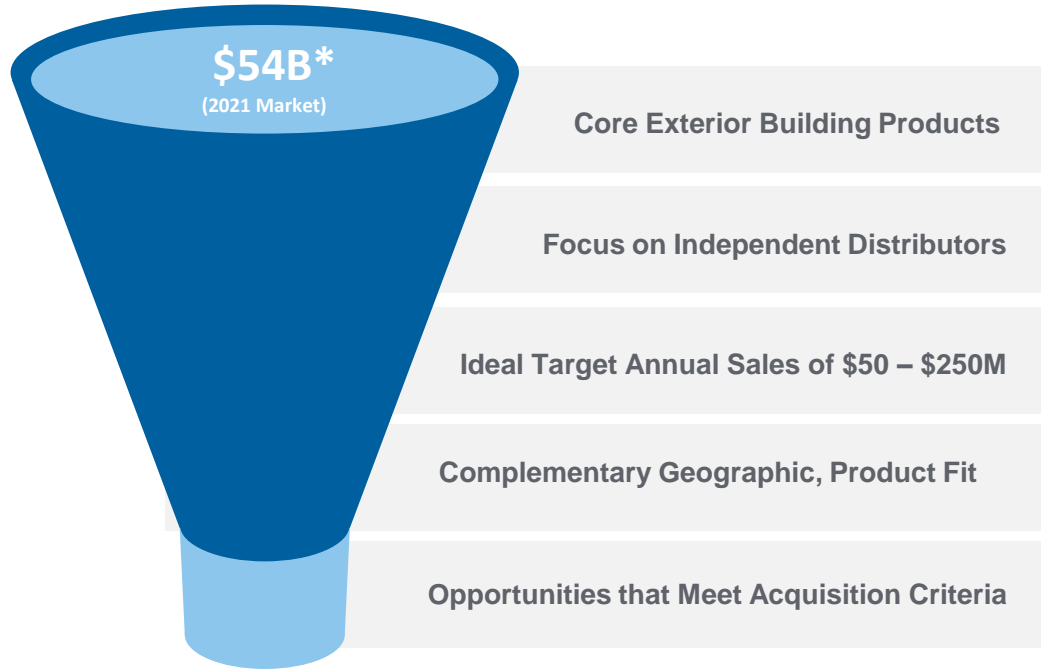 $54B*
(2021 Market)
Core Exterior Building Products
Focus on Independent Distributors
Ideal Target Annual Sales of $50 – $250M
Complementary Geographic, Product Fit
Opportunities that Meet Acquisition Criteria